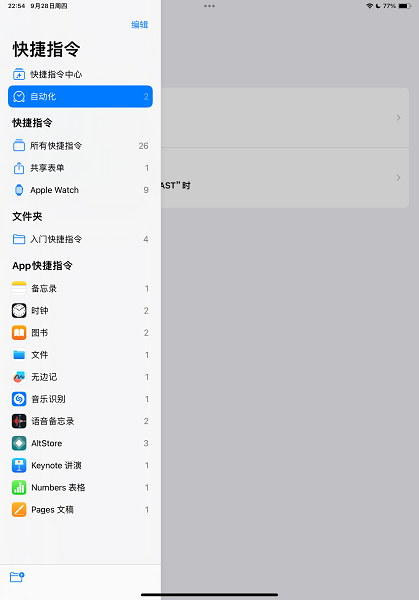 22:54 9月28日周四
77%
编辑
快捷指令
快捷指令中心
自动化 2
快捷指令
所有快捷指令 26
共享表单 1
Apple Watch 9
AST”时
文件夹
入门快捷指令 4
App快捷指令
备忘录 1
时钟 2
图书 2
文件 1
无边记 1
音乐识别 1
语音备忘录 2
AltStore 3
Keynote 讲演 1
Numbers 表格 1
Pages 文稿 1